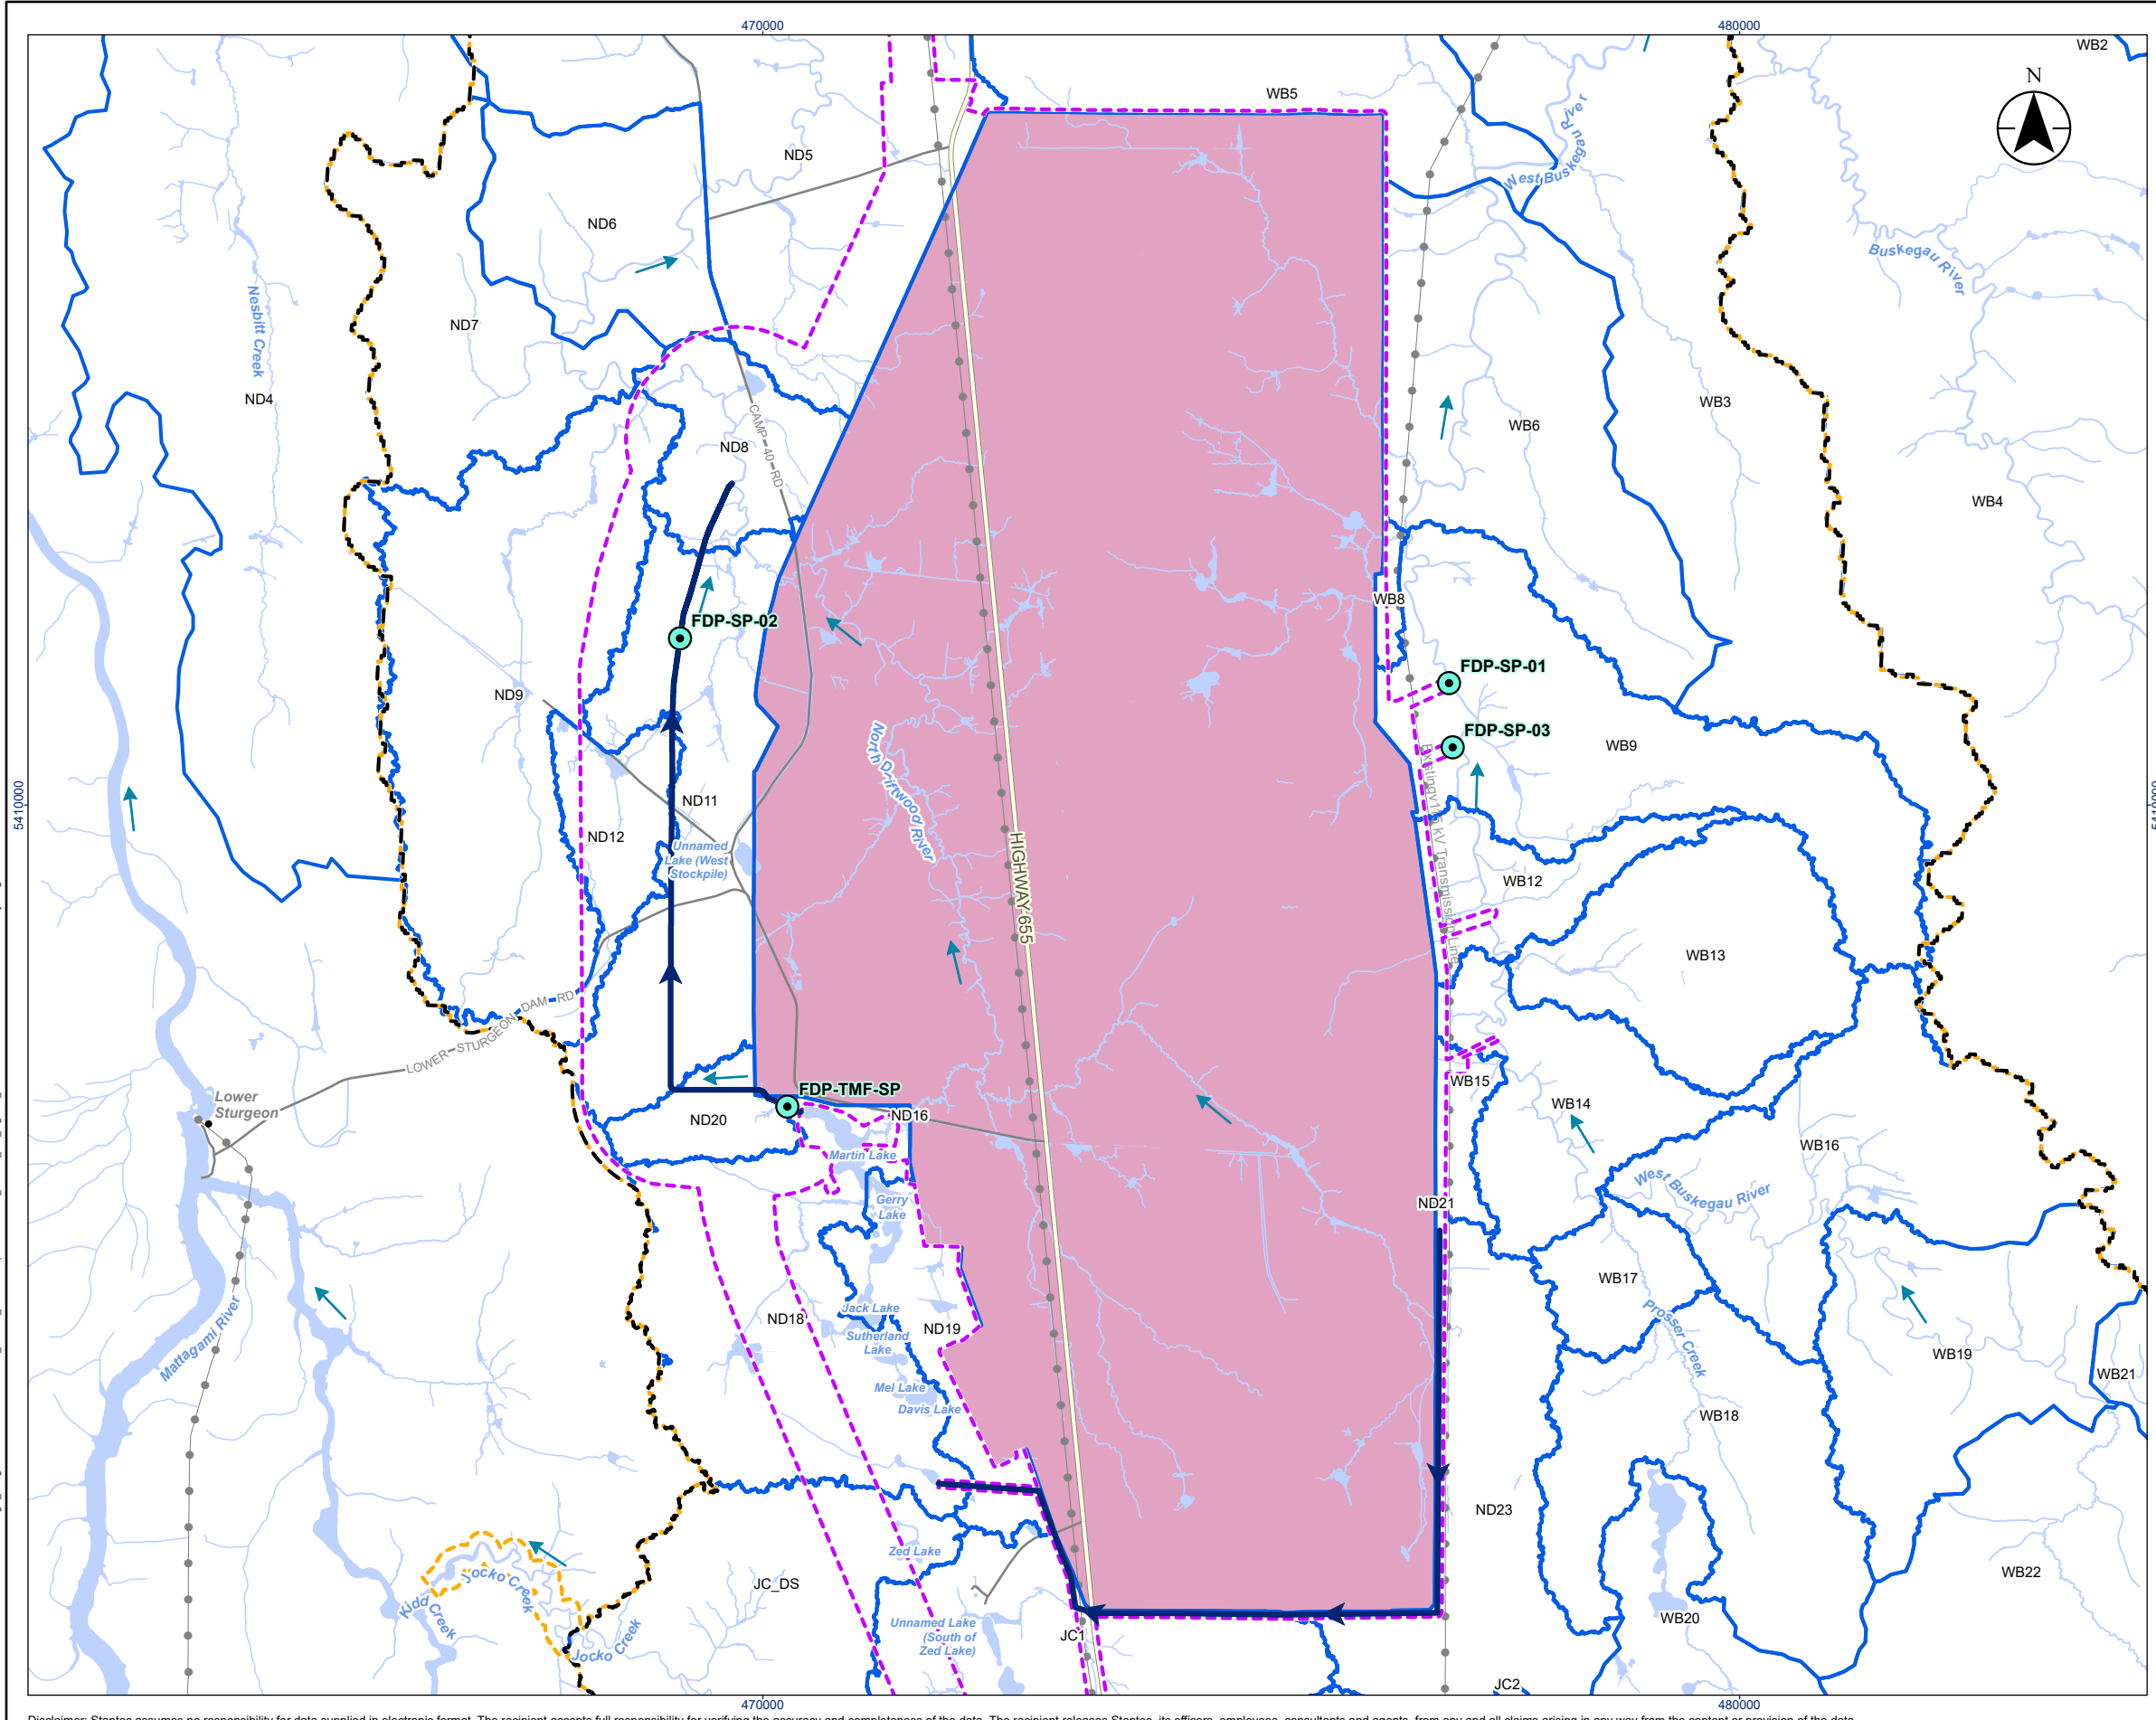 470000
480000
WB2
N
WB5
ND5
West Buskegau River
ND6
Buskegau River
Nesbitt Creek
ND7
ND4
WB3
WB6
CAMP 40 RD
ND8
WB4
WB8
FDP-SP-02
FDP-SP-01
ND9
FDP-SP-03
WB9
North Driftwood River
5410000
ND11
ND12
Unnamed
Lake (West
Stockpile)
HIGHWAY 655
WB12
WB13
LOWER STURGEON DAM RD
WB15
FDP-TMF-SP
Lower
Sturgeon
WB14
ND20
ND16
Martin Lake
WB16
West Buskegau River
Gerry
Lake
ND21
WB17
Jack Lake
ND18
ND19
Sutherland
Lake
Mattagami River
Prosser Creek
WB19
WB21
Mel Lake
Davis Lake
WB18
ND23
Zed Lake
JC_DS
Jocko Creek
Kidd Creek
WB22
WB20
Unnamed Lake
(South of
Zed Lake)
JC1
Jocko Creek
JC2
470000
480000